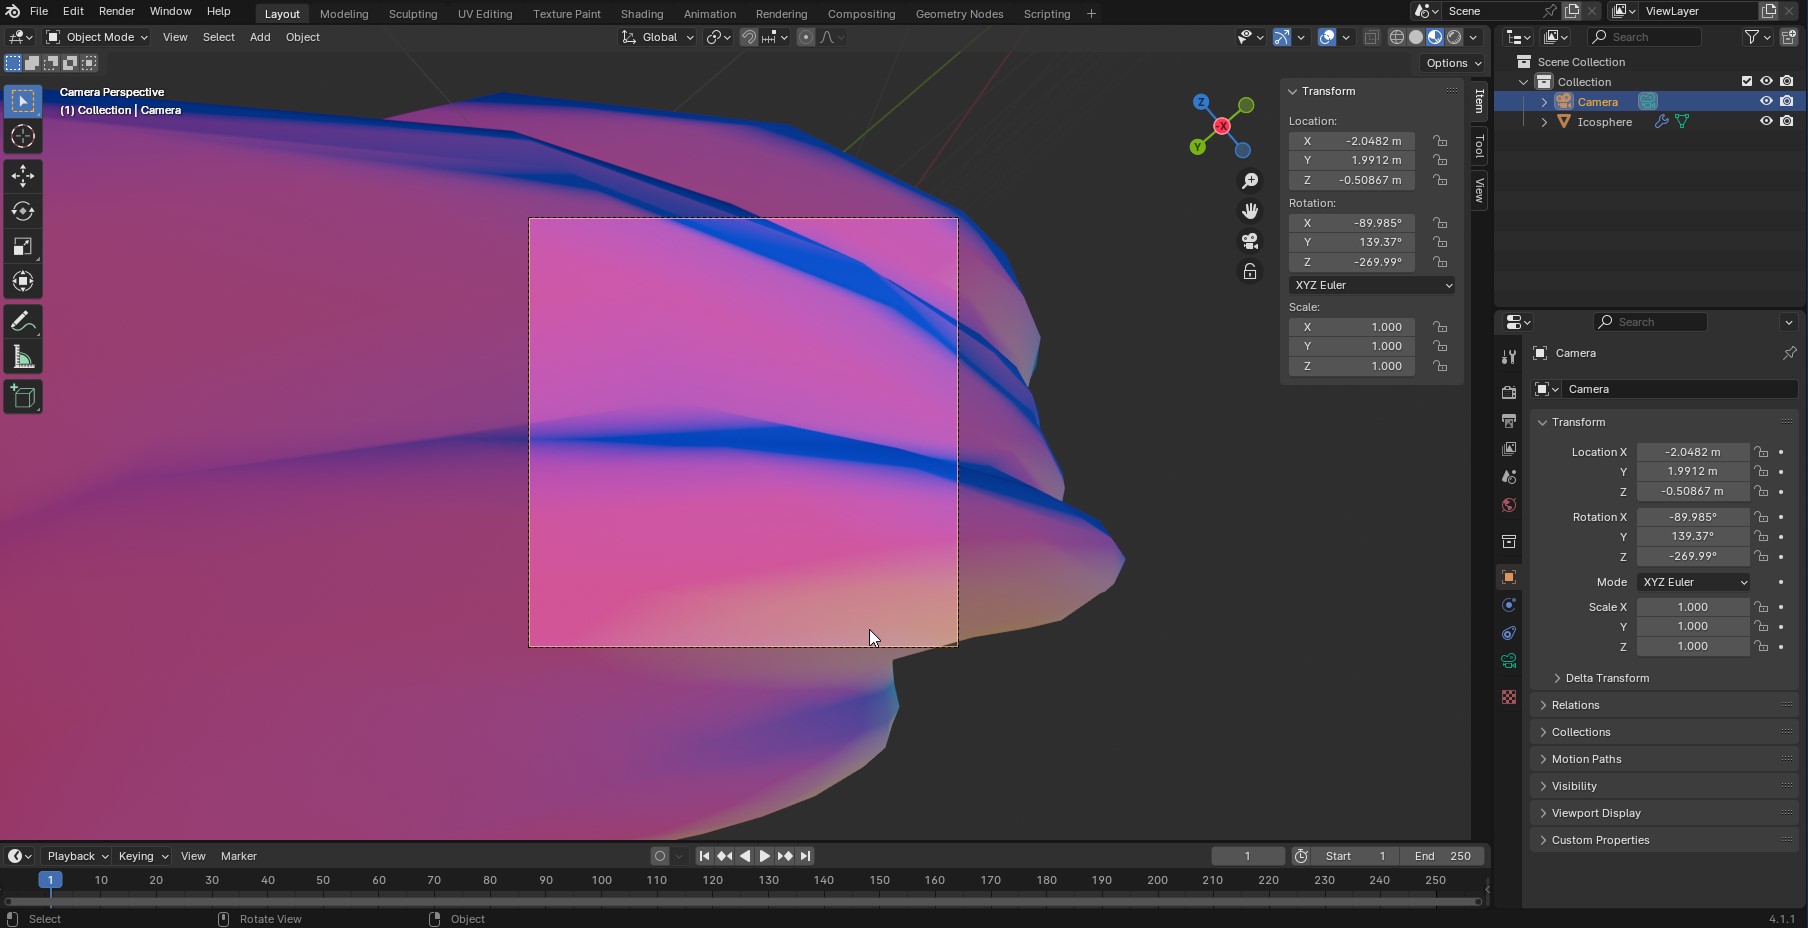 File Edit Render Window Help Layout Modeling Sculpting UV Editing Texture Paint Shading Animation Rendering Compositing Geometry Nodes Scripting + Scene ViewLayer
Object Mode View Select Add Object Global Search
Options
Camera Perspective
(1) Collection | Camera
Z
X
Y
Transform
Location:
X -2.0482 m
Y 1.9912 m
Z -0.50867 m
Rotation:
X -89.985°
Y 139.37°
Z -269.99°
XYZ Euler
Scale:
X 1.000
Y 1.000
Z 1.000
Item
Tool
View
Scene Collection
Collection
Camera
Icosphere
Search
Camera
Camera
Transform
Location X -2.0482 m
Y 1.9912 m
Z -0.50867 m
Rotation X -89.985°
Y 139.37°
Z -269.99°
Mode XYZ Euler
Scale X 1.000
Y 1.000
Z 1.000
Delta Transform
Relations
Collections
Motion Paths
Visibility
Viewport Display
Custom Properties
Playback Keying View Marker 1 Start 1 End 250
1 10 20 30 40 50 60 70 80 90 100 110 120 130 140 150 160 170 180 190 200 210 220 230 240 250
Select Rotate View Object 4.1.1